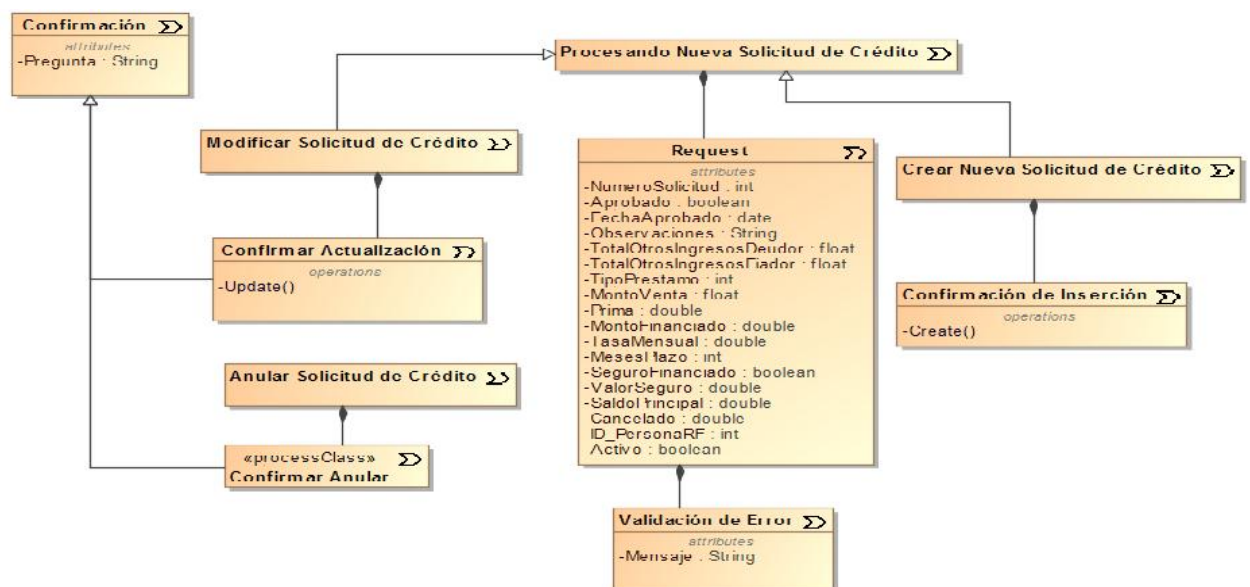 Confirmación
attributes
-Pregunta : String
Procesando Nueva Solicitud de Crédito
Modificar Solicitud de Crédito
Confirmar Actualización
operations
-Update()
Anular Solicitud de Crédito
«processClass»
Confirmar Anular
Request
attributes
-NumeroSolicitud : int
-Aprobado : boolean
-FechaAprobado : date
-Observaciones : String
-TotalOtrosIngresosDeudor : float
-TotalOtrosIngresosFiador : float
-TipoPrestamo : int
-MontoVenta : float
-Prima : double
-MontoFinanciado : double
-TasaMensual : double
-MesesPlazo : int
-SeguroFinanciado : boolean
-ValorSeguro : double
-SaldoPrincipal : double
Cancelado : double
ID_PersonaRF : int
Activo : boolean
Crear Nueva Solicitud de Crédito
Confirmación de Inserción
operations
-Create()
Validación de Error
attributes
-Mensaje : String